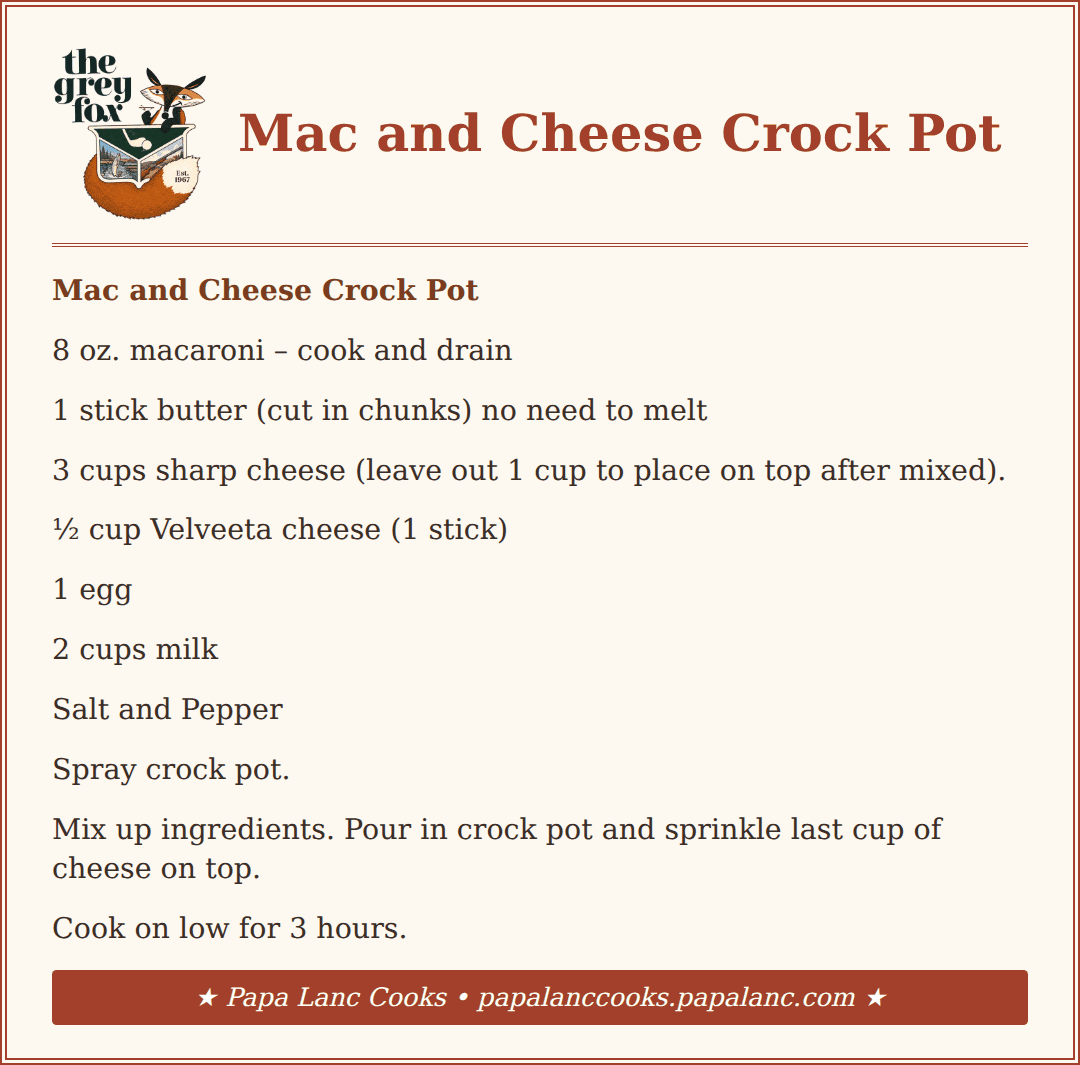 the
grey
fox
Est.
1967
Mac and Cheese Crock Pot
Mac and Cheese Crock Pot
8 oz. macaroni – cook and drain
1 stick butter (cut in chunks) no need to melt
3 cups sharp cheese (leave out 1 cup to place on top after mixed).
½ cup Velveeta cheese (1 stick)
1 egg
2 cups milk
Salt and Pepper
Spray crock pot.
Mix up ingredients. Pour in crock pot and sprinkle last cup of
cheese on top.
Cook on low for 3 hours.
★ Papa Lanc Cooks • papalanccooks.papalanc.com ★